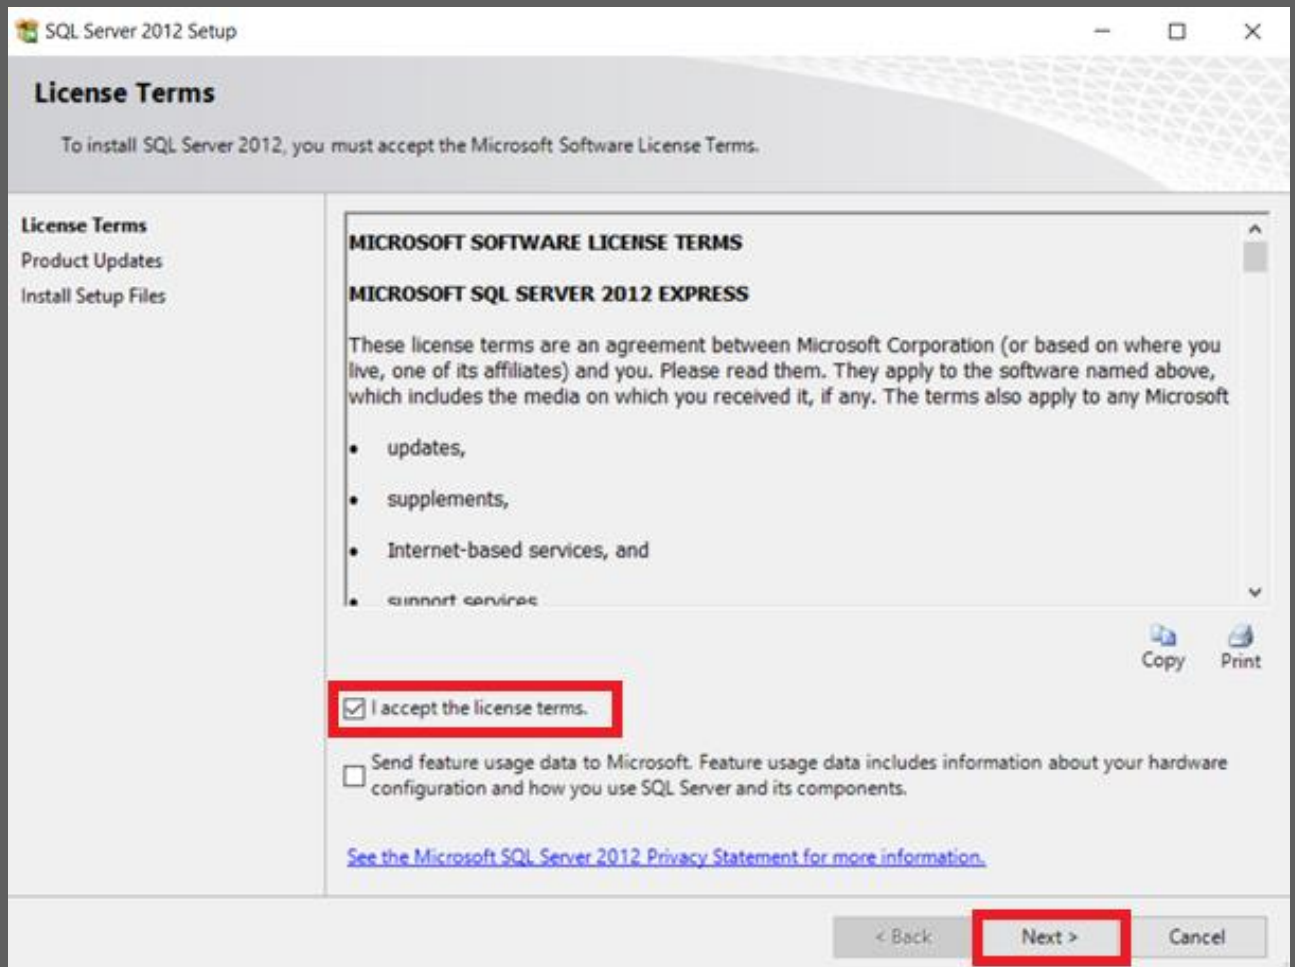 SQL Server 2012 Setup
License Terms
To install SQL Server 2012, you must accept the Microsoft Software License Terms.
License Terms
Product Updates
Install Setup Files
MICROSOFT SOFTWARE LICENSE TERMS
MICROSOFT SQL SERVER 2012 EXPRESS
These license terms are an agreement between Microsoft Corporation (or based on where you
live, one of its affiliates) and you. Please read them. They apply to the software named above,
which includes the media on which you received it, if any. The terms also apply to any Microsoft
• updates,
• supplements,
• Internet-based services, and
• support services
Copy Print
I accept the license terms.
Send feature usage data to Microsoft. Feature usage data includes information about your hardware
configuration and how you use SQL Server and its components.
See the Microsoft SQL Server 2012 Privacy Statement for more information.
< Back Next > Cancel